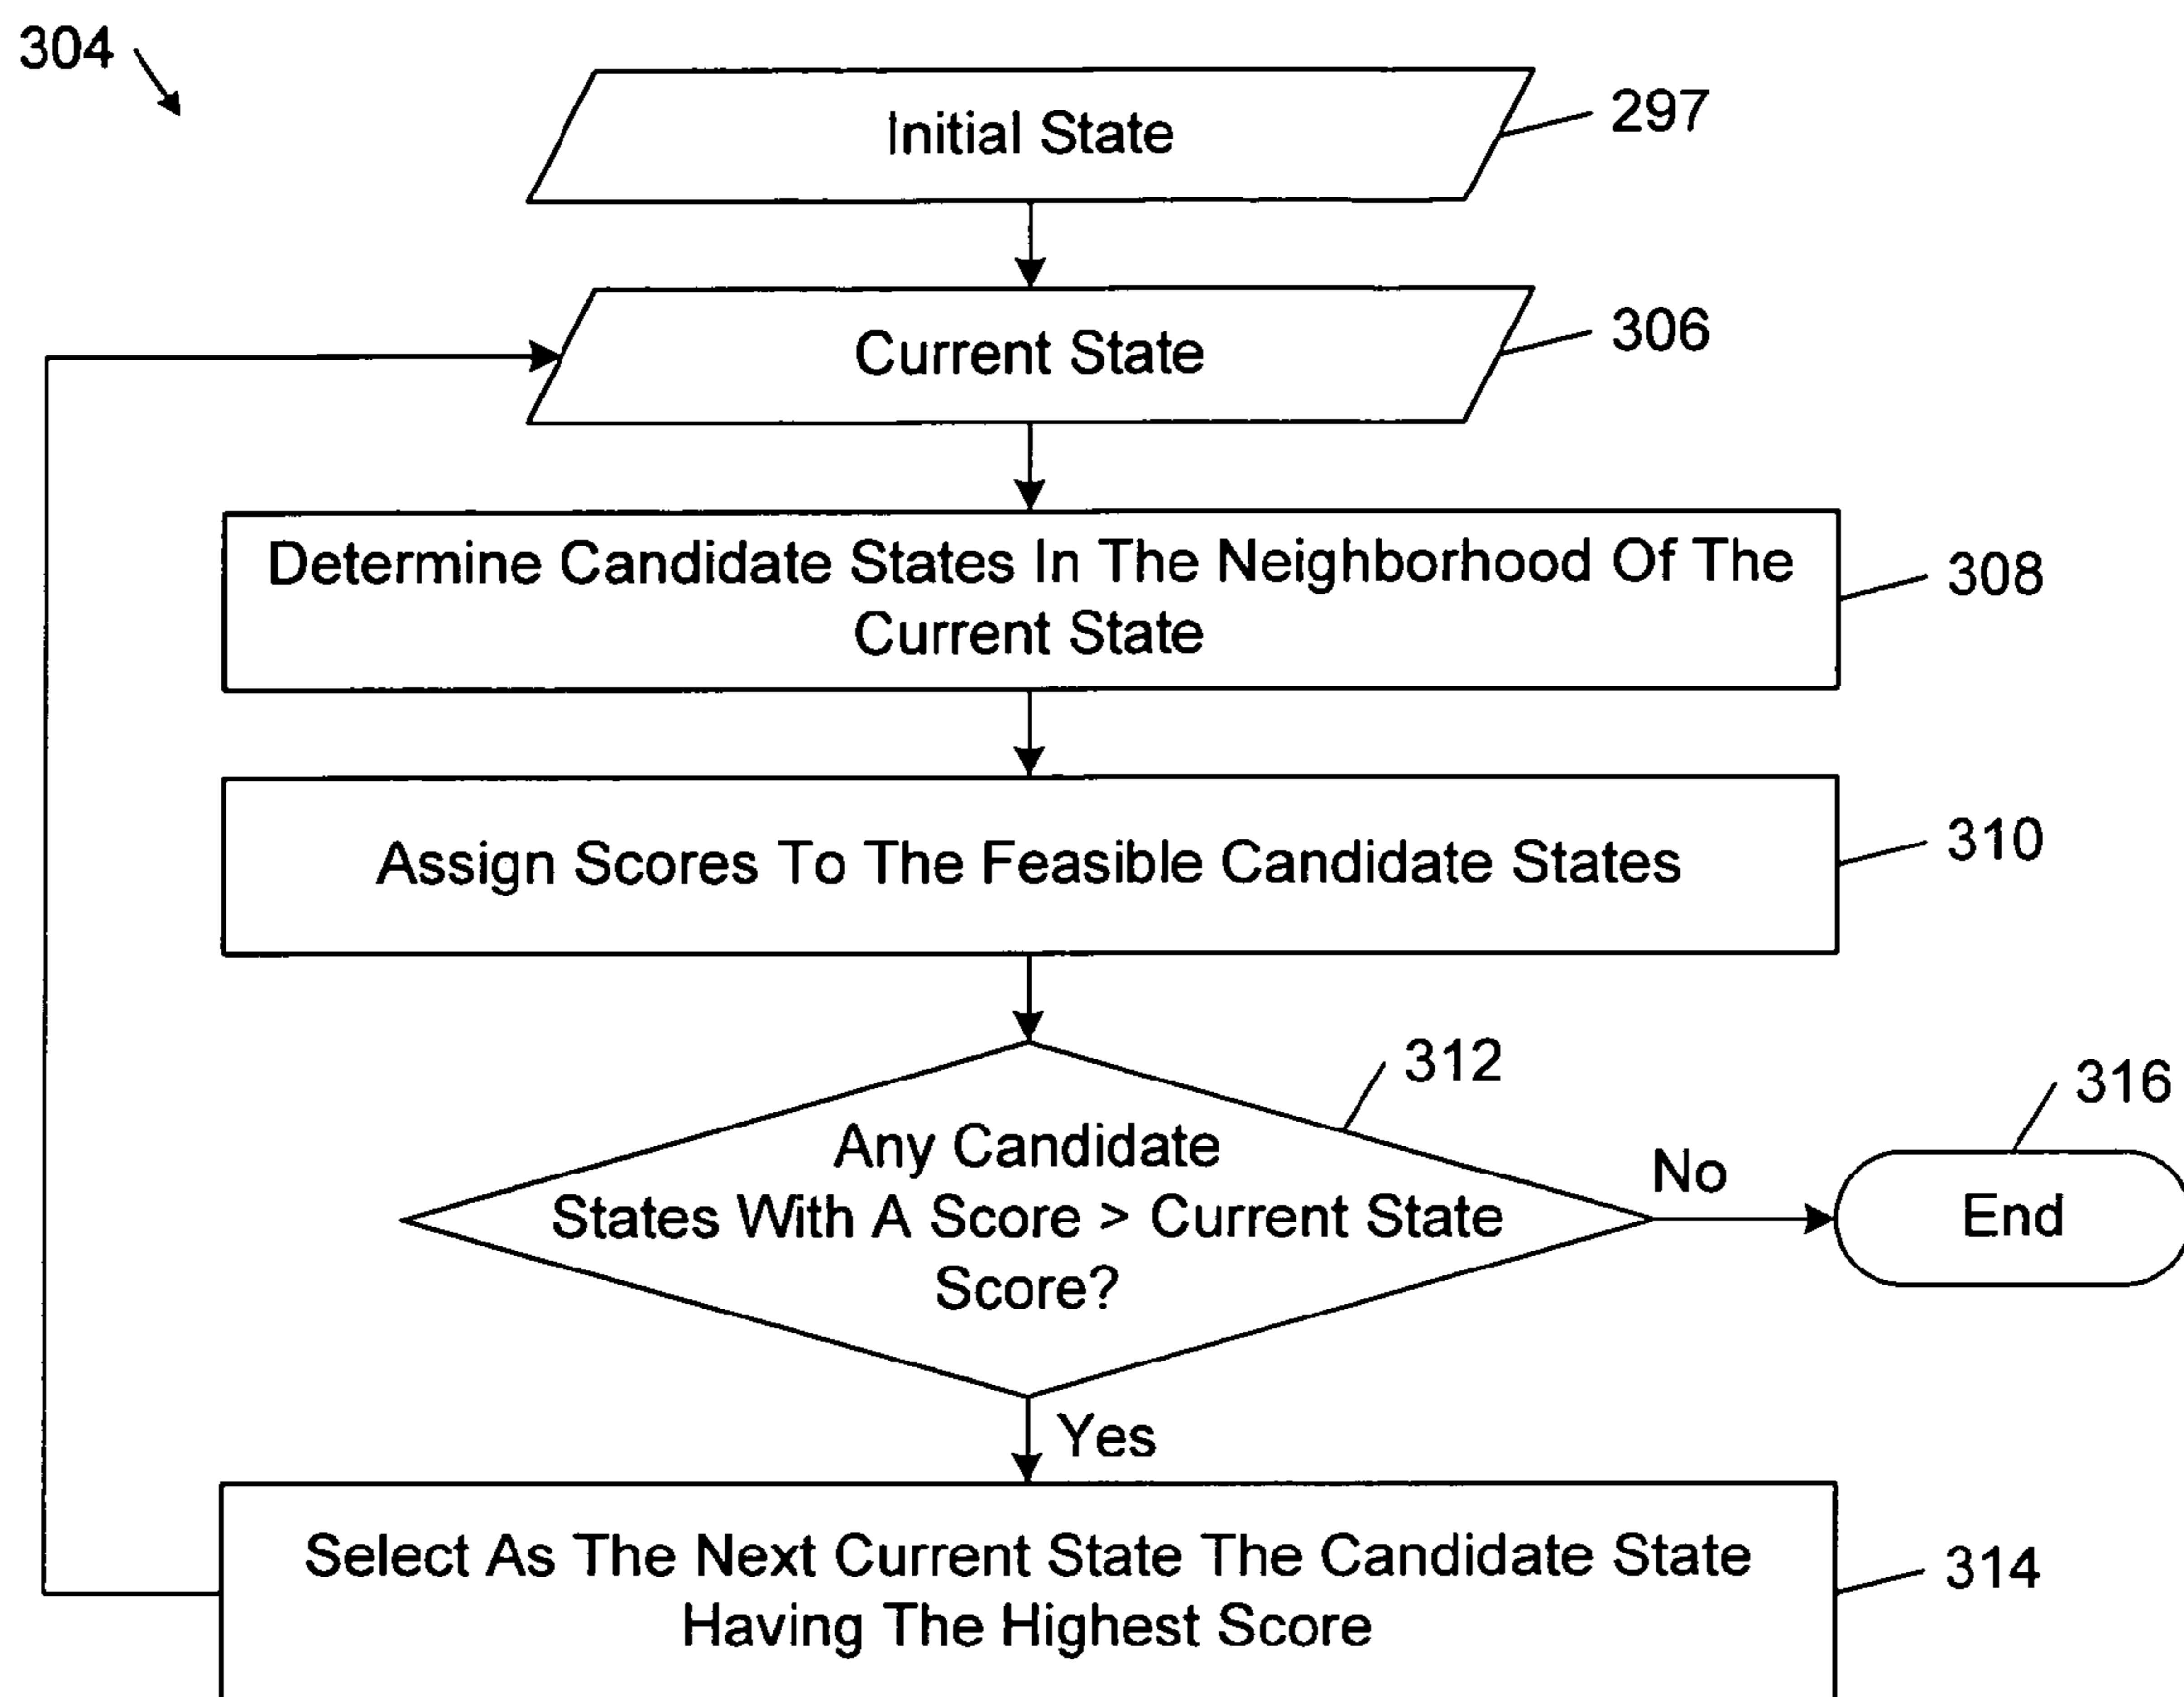 304
Initial State
297
Current State
306
Determine Candidate States In The Neighborhood Of The
Current State
308
Assign Scores To The Feasible Candidate States
310
312
Any Candidate
States With A Score > Current State
Score?
No
316
End
Yes
Select As The Next Current State The Candidate State
Having The Highest Score
314